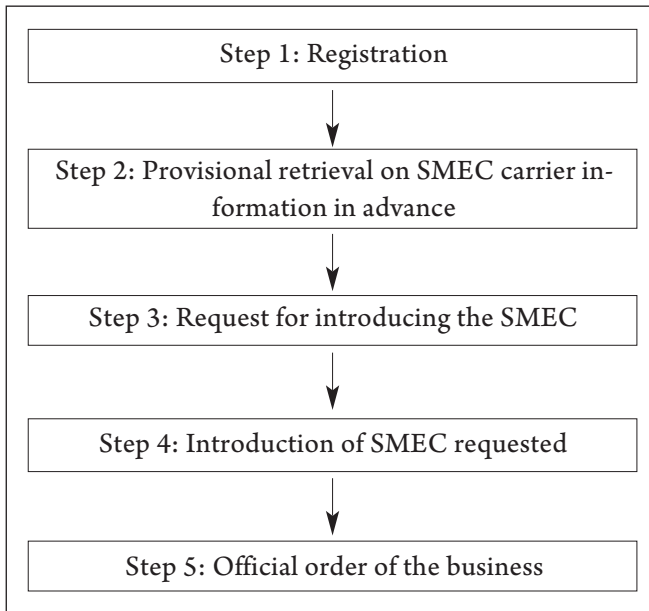 Step 1: Registration
Step 2: Provisional retrieval on SMEC carrier in-
formation in advance
Step 3: Request for introducing the SMEC
Step 4: Introduction of SMEC requested
Step 5: Official order of the business